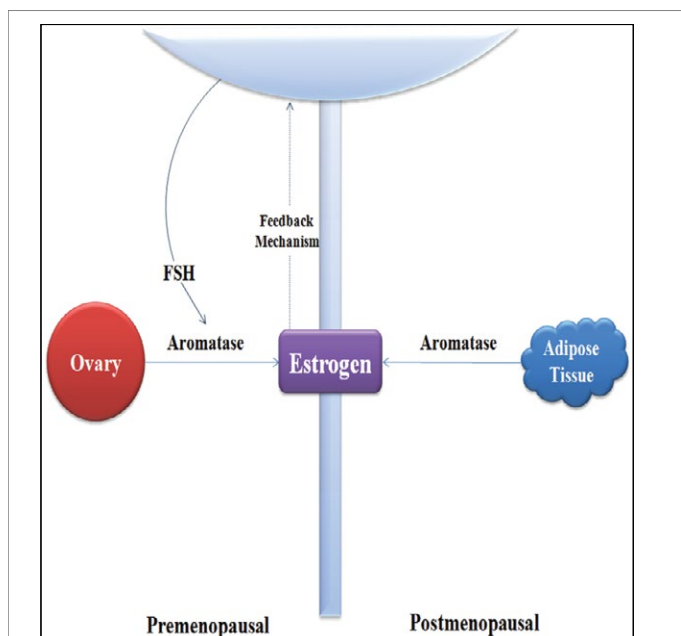 Feedback
Mechanism
FSH
Ovary
Aromatase
Estrogen
Aromatase
Adipose
Tissue
Premenopausal
Postmenopausal